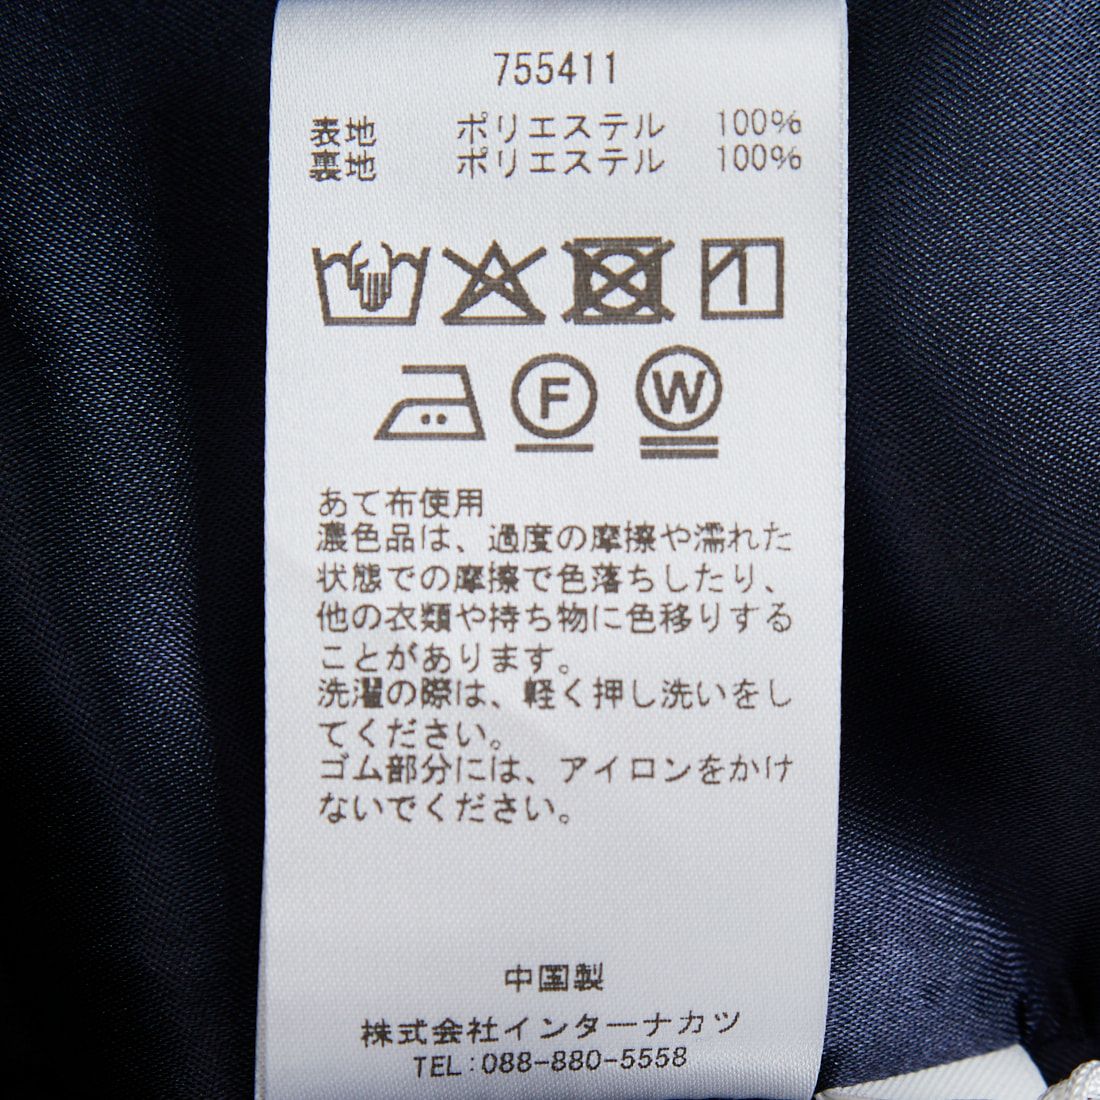 755411
表地 ポリエステル 100%
裏地 ポリエステル 100%
F W
あて布使用
濃色品は、過度の摩擦や濡れた
状態での摩擦で色落ちしたり、
他の衣類や持ち物に色移りする
ことがあります。
洗濯の際は、軽く押し洗いをし
てください。
ゴム部分には、アイロンをかけ
ないでください。
中国製
株式会社インターナカツ
TEL:088-880-5558